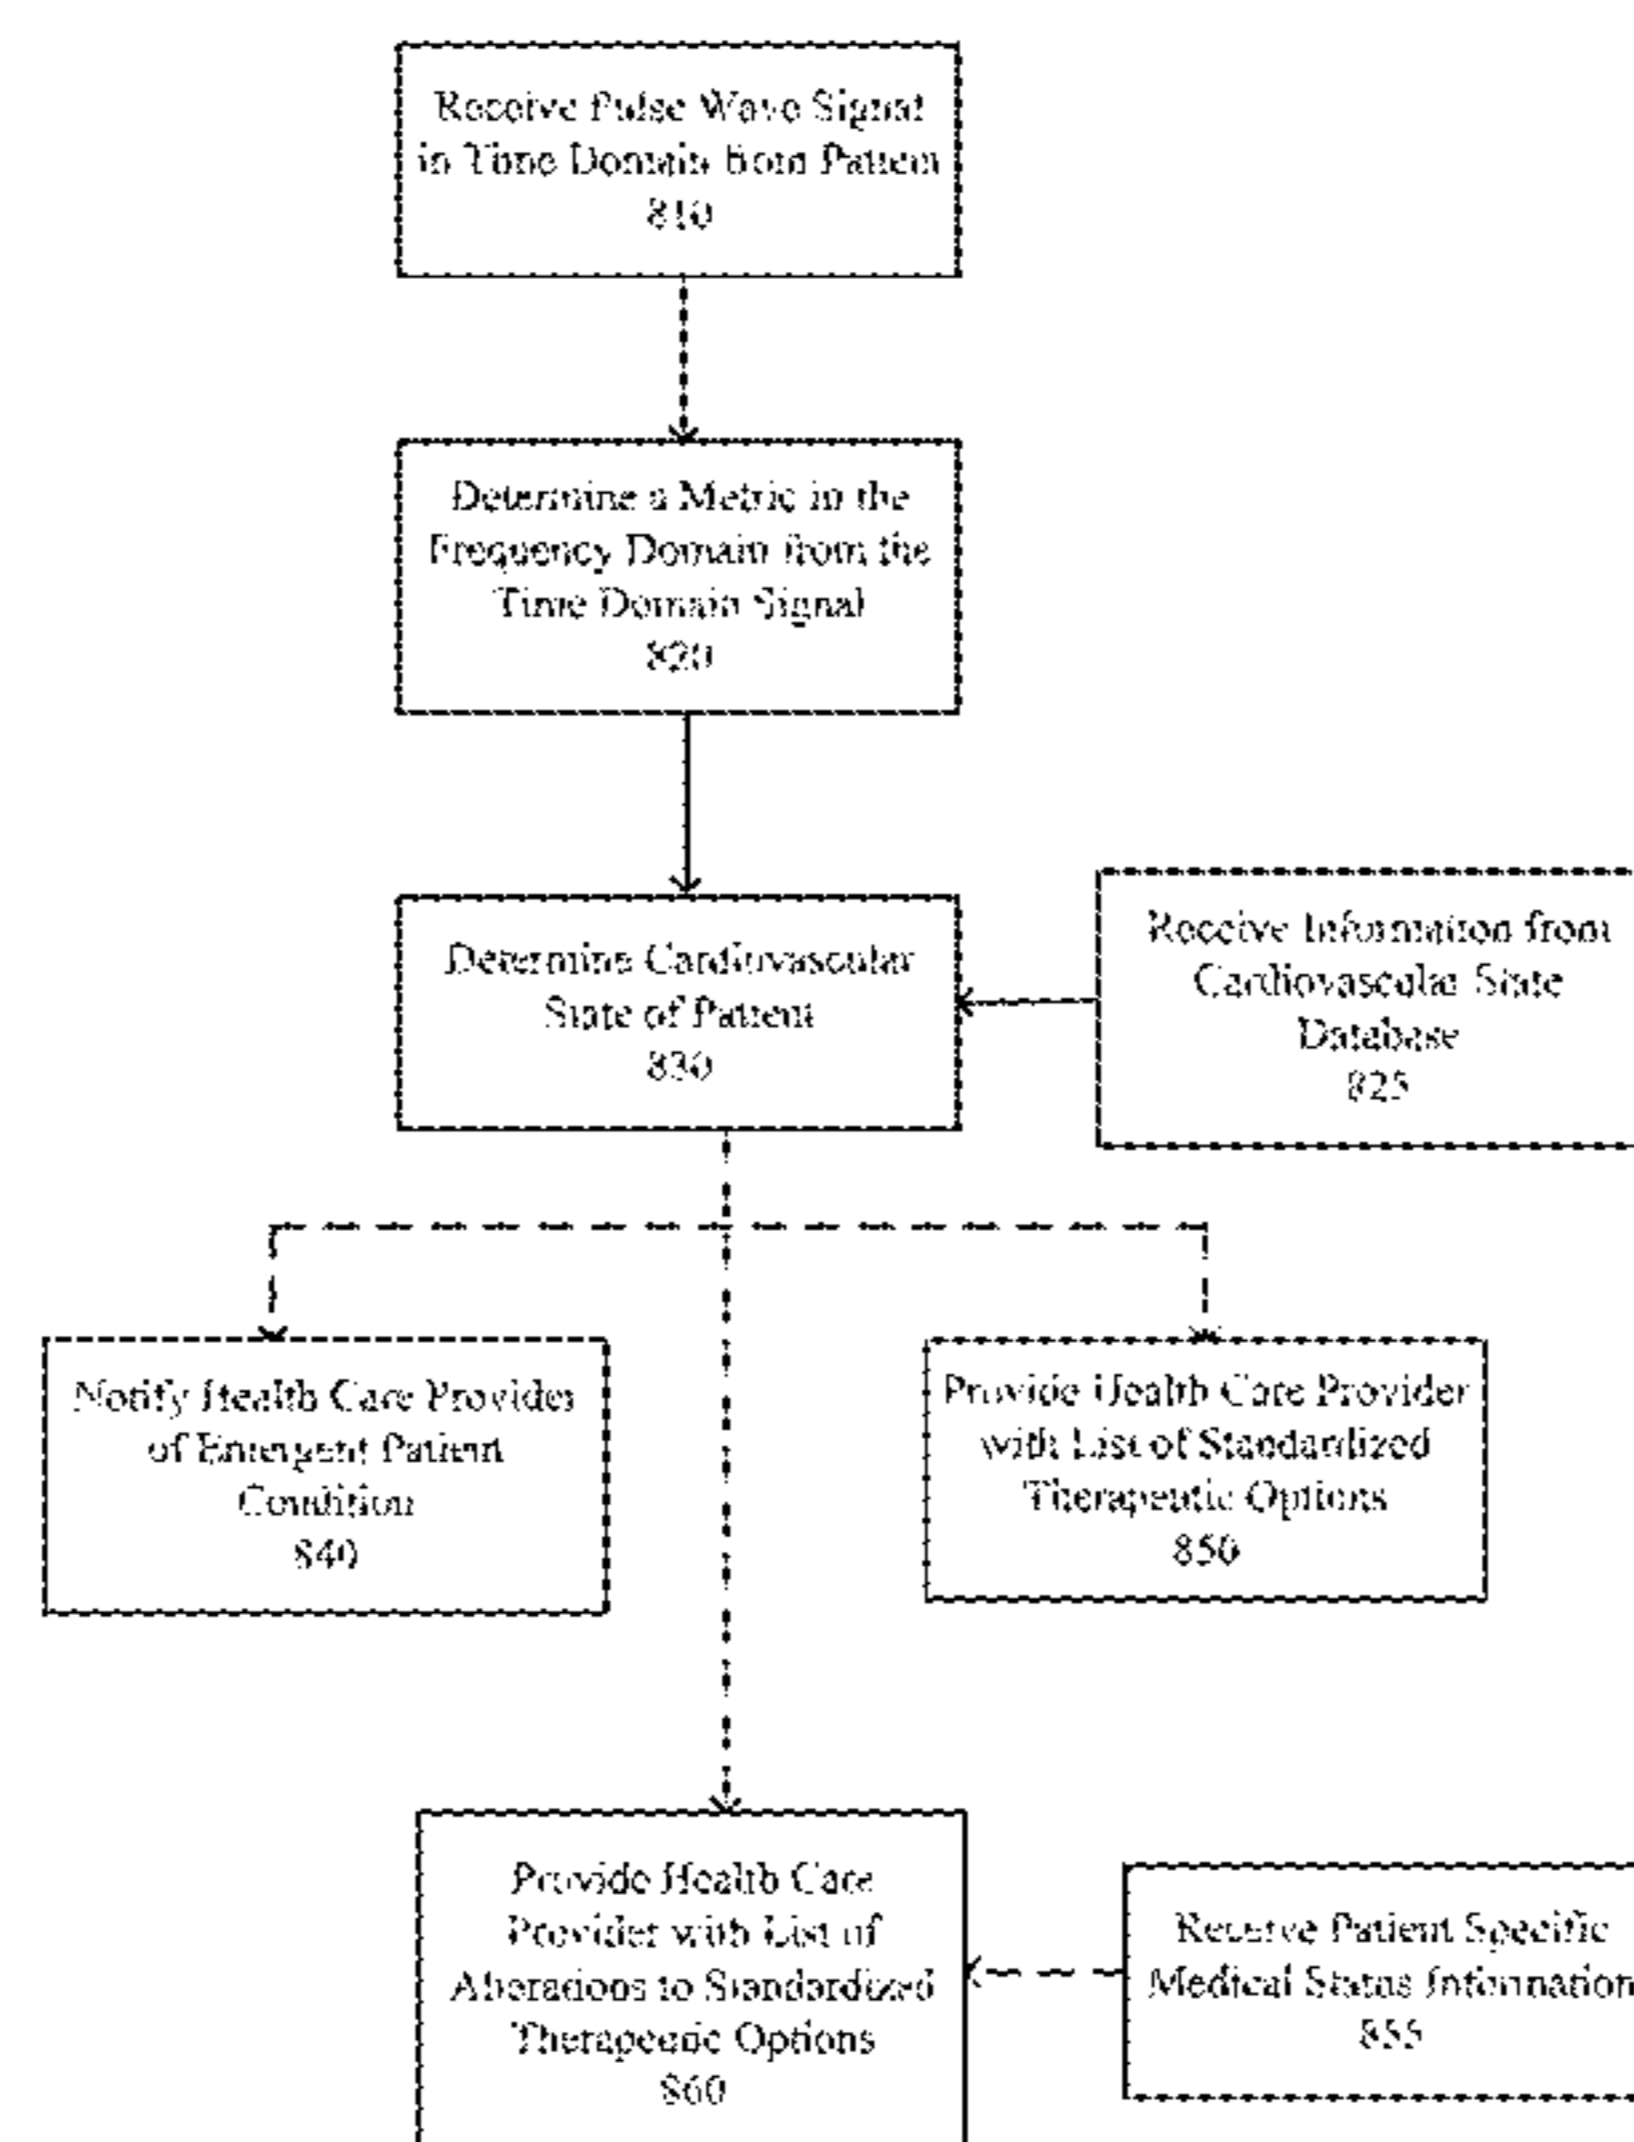 Receive Pulse Wave Signal
in Time Domain from Patient
810
Determine a Metric in the
Frequency Domain from the
Time Domain Signal
820
Determine Cardiovascular
State of Patient
830
Receive Information from
Cardiovascular State
Database
825
Notify Health Care Provider
of Emergent Patient
Condition
840
Provide Health Care Provider
with List of Standardized
Therapeutic Options
850
Provide Health Care
Provider with List of
Alterations to Standardized
Therapeutic Options
860
Receive Patient Specific
Medical Status Information
855